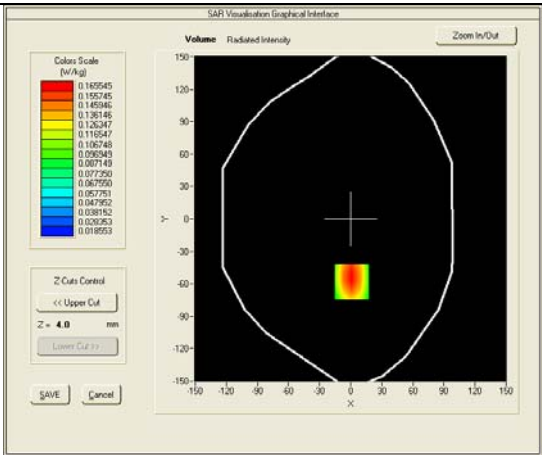 SAR Visualisation Graphical Interface
Volume Radiated Intensity
Zoom In/Out
Colors Scale
(W/kg)
0.165545
0.155745
0.145946
0.136146
0.126347
0.116547
0.106748
0.096949
0.087149
0.077350
0.067550
0.057751
0.047952
0.038152
0.028353
0.018553
Z Cuts Control
<< Upper Cut
Z = 4.0 mm
Lower Cut >>
SAVE Cancel
150
120
90
60
30
0
-30
-60
-90
-120
-150
Y
-150 -120 -90 -60 -30 0 30 60 90 120 150
X